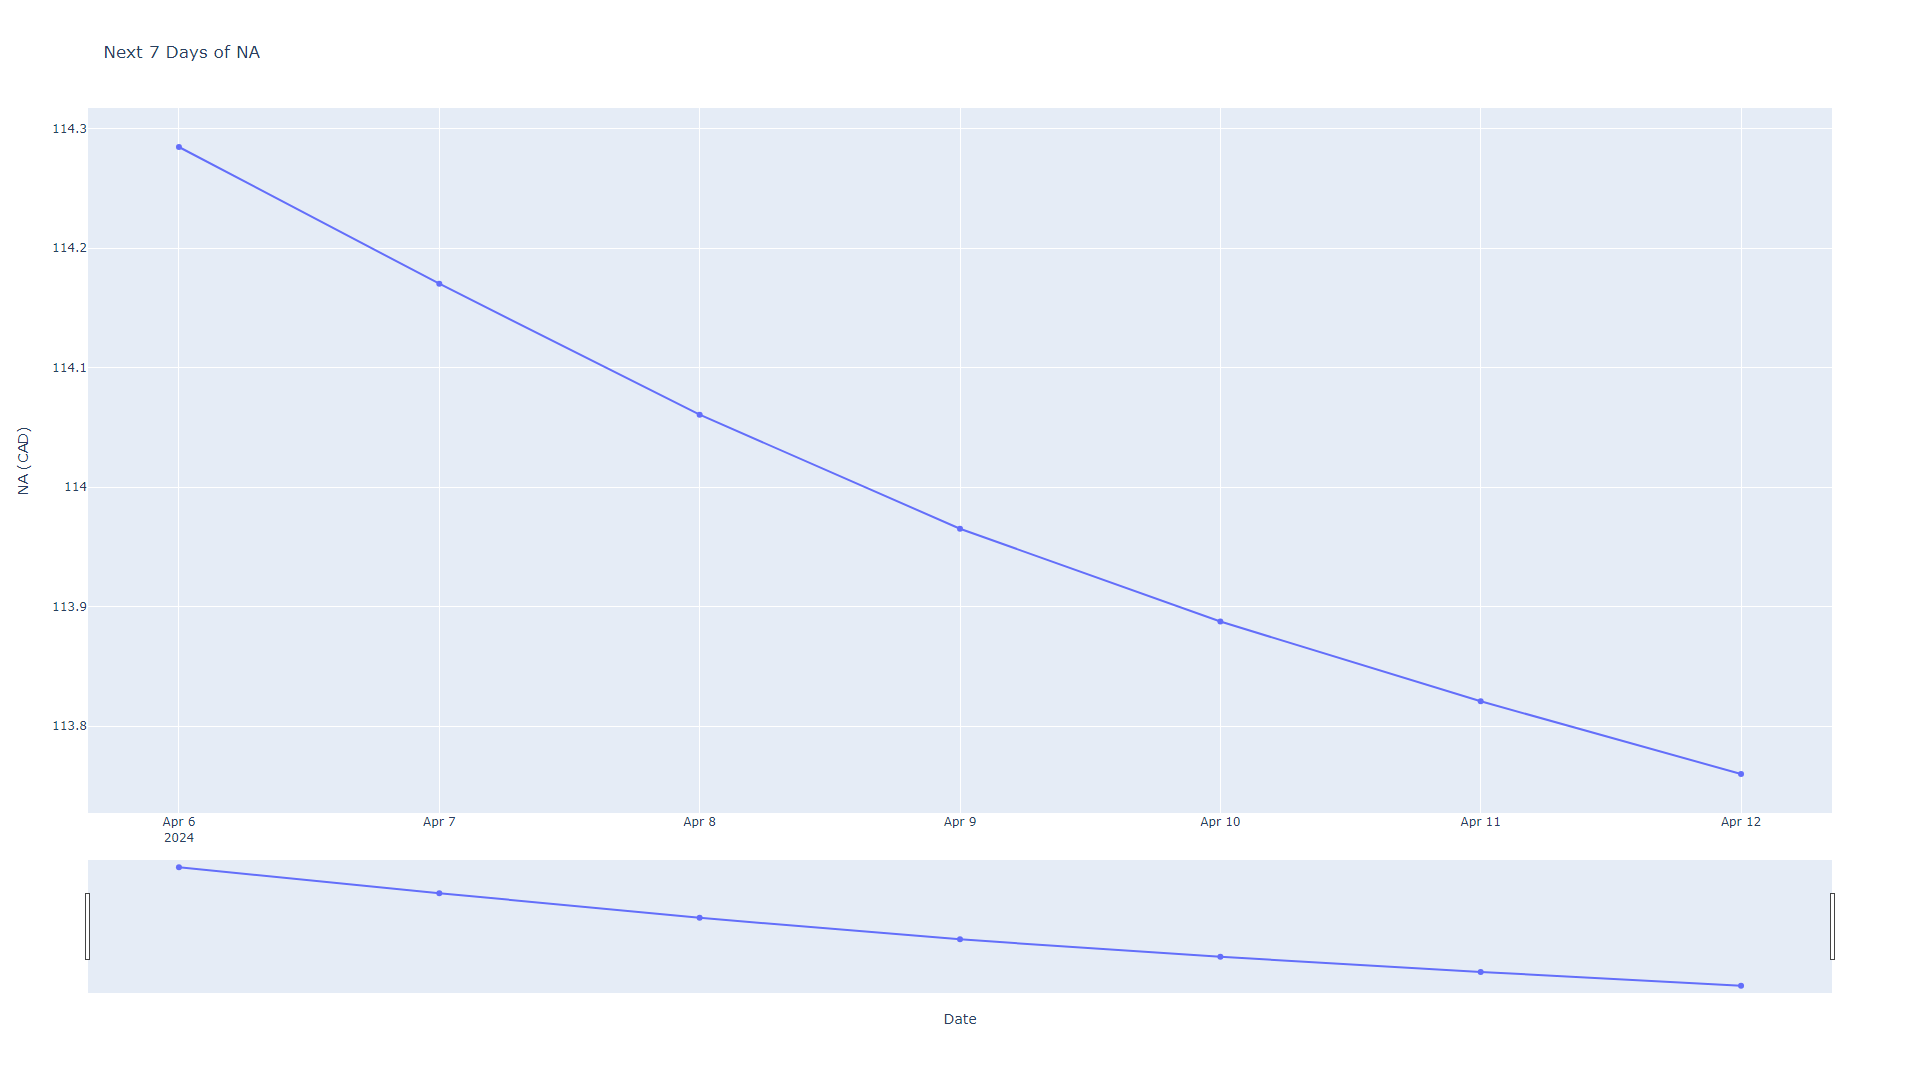 Next 7 Days of NA
114.3
114.2
114.1
114
113.9
113.8
NA (CAD)
Apr 6
2024
Apr 7
Apr 8
Apr 9
Apr 10
Apr 11
Apr 12
Date